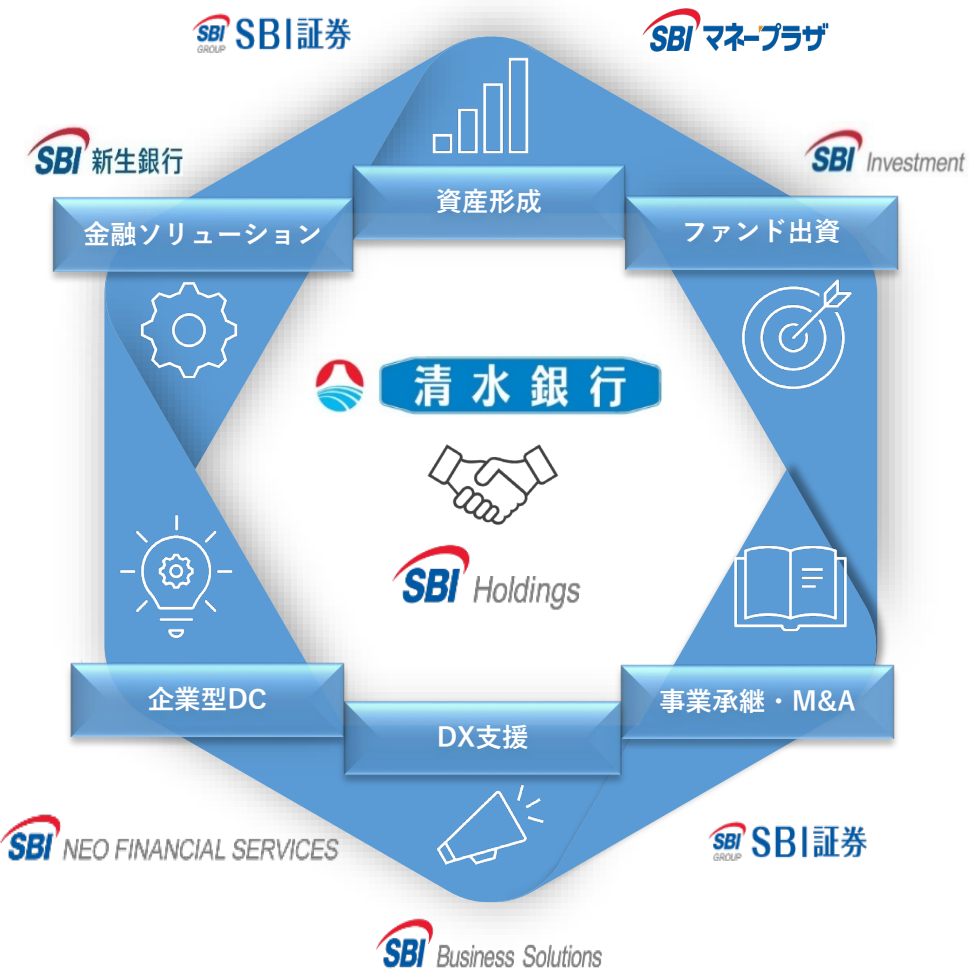 SBI GROUP SBI証券
SBI マネープラザ
SBI 新生銀行
SBI Investment
資産形成
金融ソリューション
ファンド出資
清水銀行
SBI Holdings
企業型DC
事業承継・M&A
DX支援
SBI NEO FINANCIAL SERVICES
SBI GROUP SBI証券
SBI Business Solutions